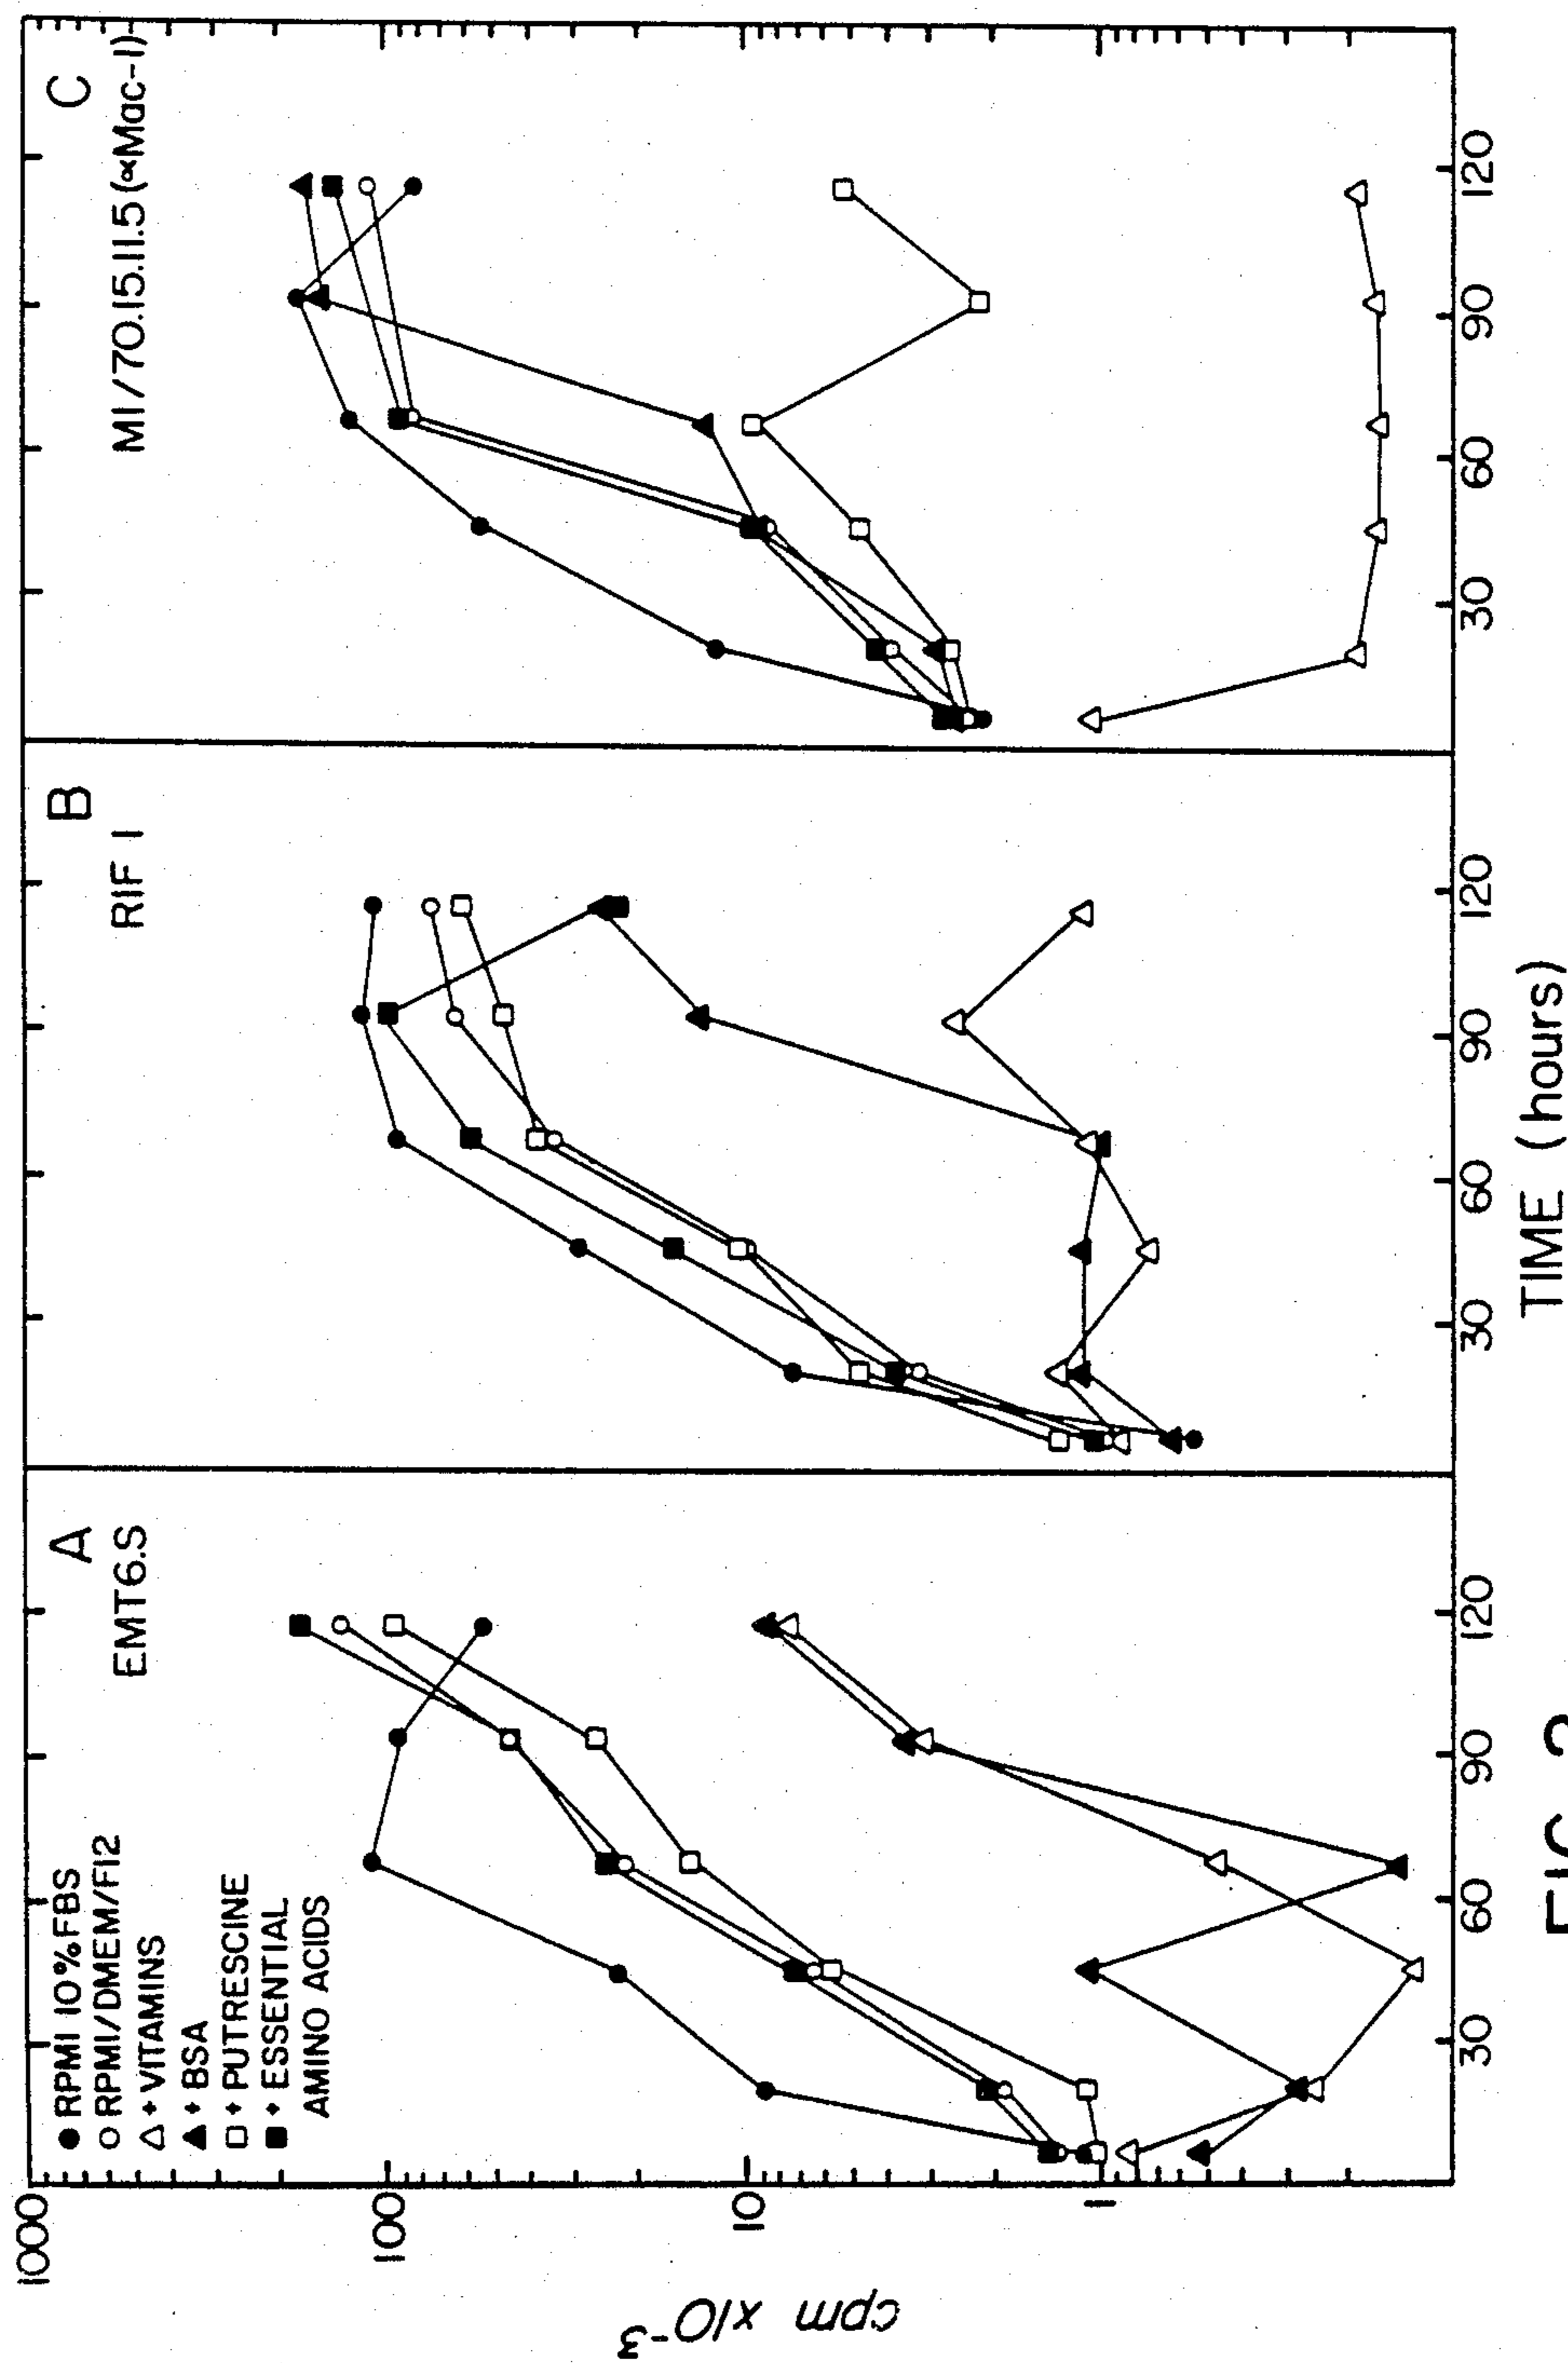 A
EMT6.S
● RPMI 10% FBS
○ RPMI/DMEM/F12
△ + VITAMINS
▲ + BSA
□ + PUTRESCINE
■ + ESSENTIAL
AMINO ACIDS
B
RIF 1
C
M1/70.15.11.5 (αMac-1)
1000
100
10
1
cpm x10⁻³
30 60 90 120
30 60 90 120
30 60 90 120
TIME (hours)